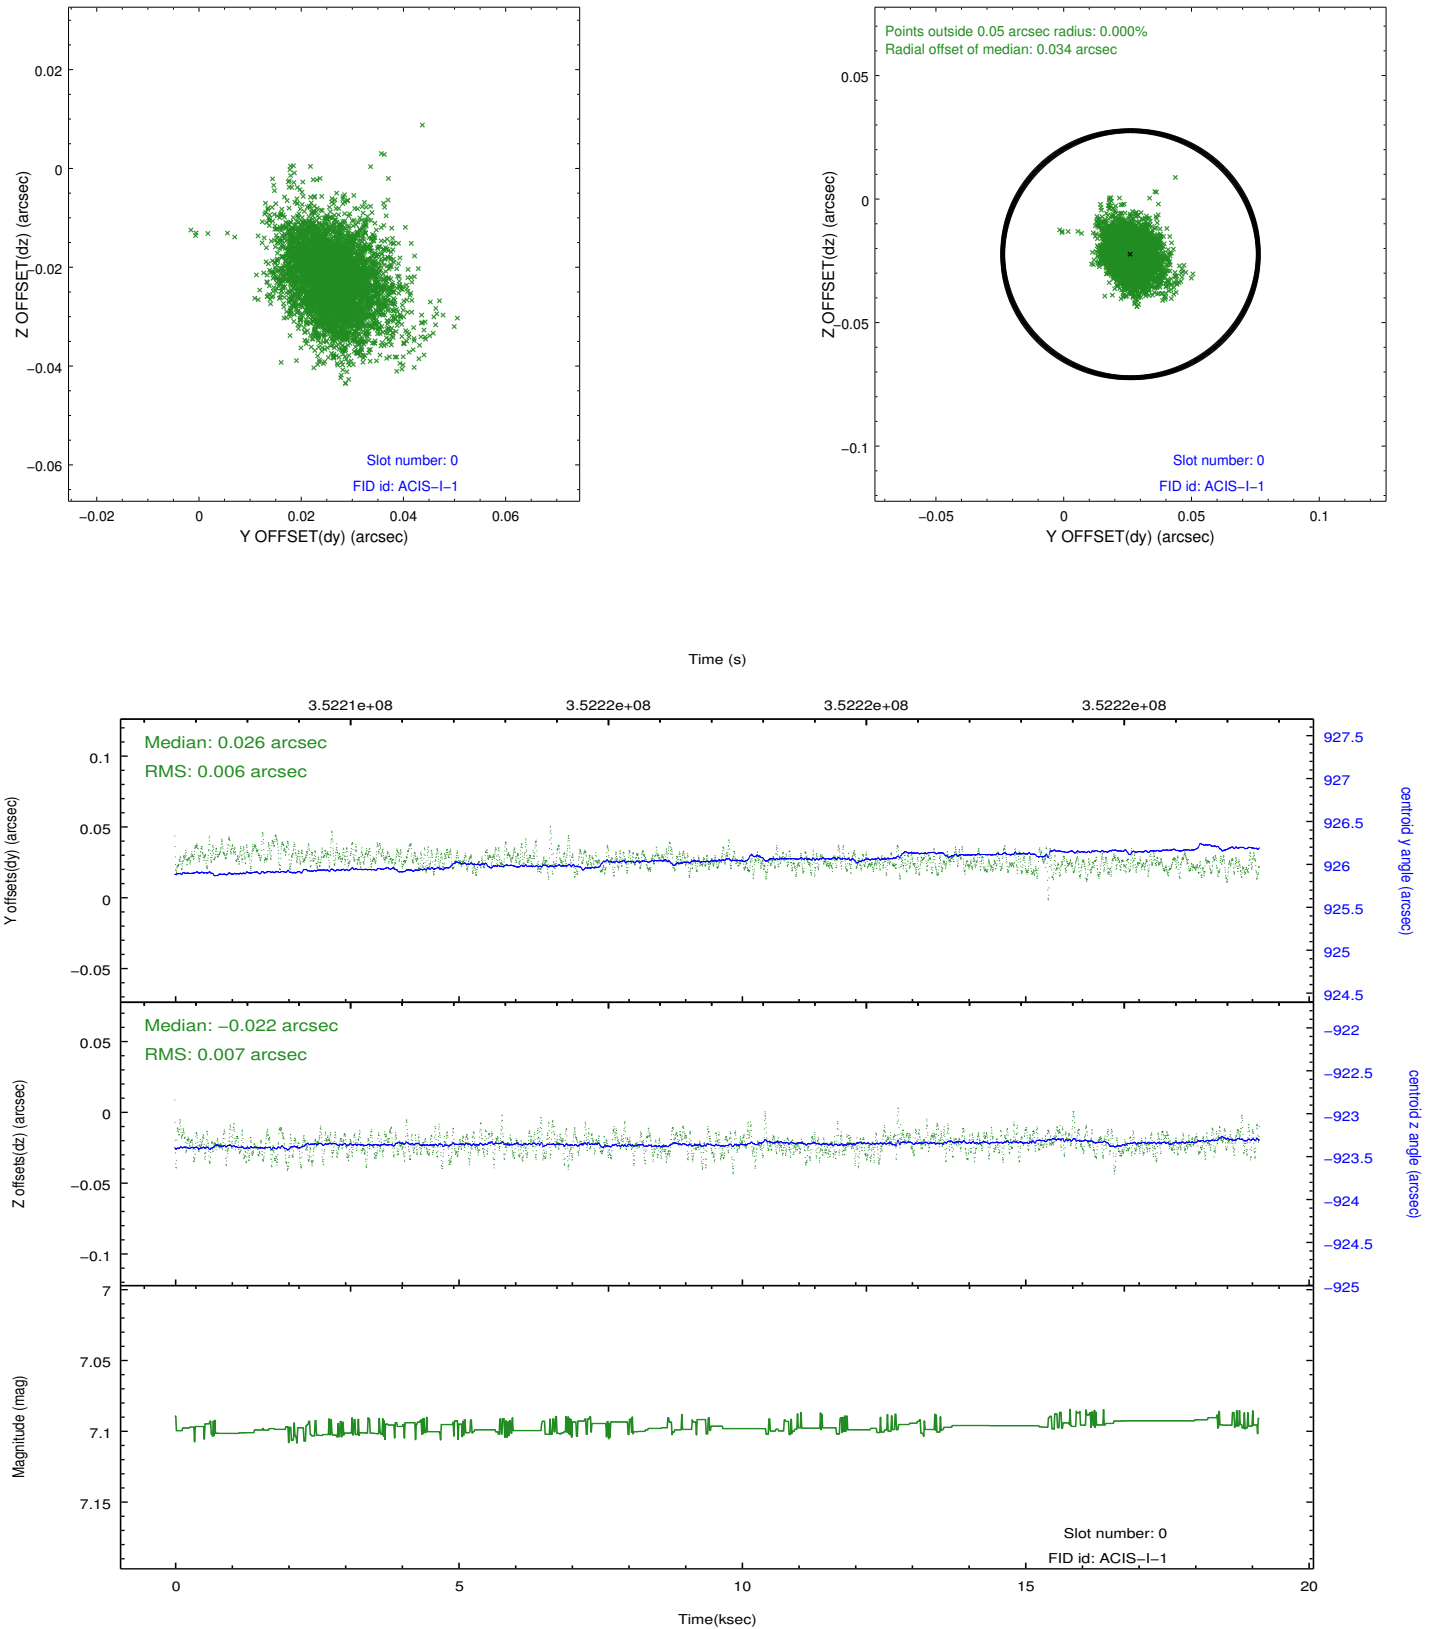 0.02
0
−0.02
−0.04
−0.06
Z OFFSET(dz) (arcsec)
Slot number: 0
FID id: ACIS−I−1
−0.02
0
0.02
0.04
0.06
Y OFFSET(dy) (arcsec)
Points outside 0.05 arcsec radius: 0.000%
Radial offset of median: 0.034 arcsec
0.05
0
−0.05
−0.1
Z OFFSET(dz) (arcsec)
Slot number: 0
FID id: ACIS−I−1
−0.05
0
0.05
0.1
Y OFFSET(dy) (arcsec)
Time (s)
3.5221e+08
3.5222e+08
3.5222e+08
3.5222e+08
Median: 0.026 arcsec
RMS: 0.006 arcsec
0.1
0.05
0
−0.05
Y offsets(dy) (arcsec)
927.5
927
926.5
926
925.5
925
924.5
centroid y angle (arcsec)
Median: −0.022 arcsec
RMS: 0.007 arcsec
0.05
0
−0.05
−0.1
Z offsets(dz) (arcsec)
−922
−922.5
−923
−923.5
−924
−924.5
−925
centroid z angle (arcsec)
7
7.05
7.1
7.15
Magnitude (mag)
Slot number: 0
FID id: ACIS−I−1
0
5
10
15
20
Time(ksec)